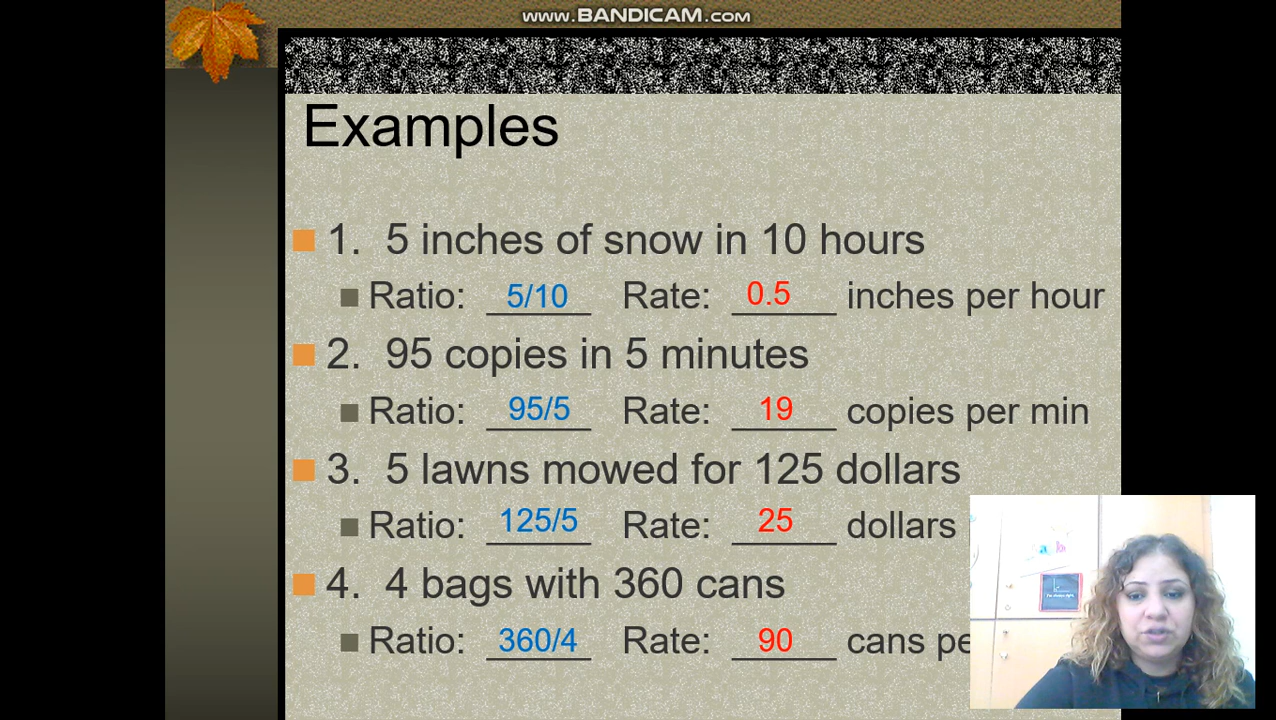 www.BANDICAM.com
Examples
1. 5 inches of snow in 10 hours
Ratio: 5/10 Rate: 0.5 inches per hour
2. 95 copies in 5 minutes
Ratio: 95/5 Rate: 19 copies per min
3. 5 lawns mowed for 125 dollars
Ratio: 125/5 Rate: 25 dollars
4. 4 bags with 360 cans
Ratio: 360/4 Rate: 90 cans pe